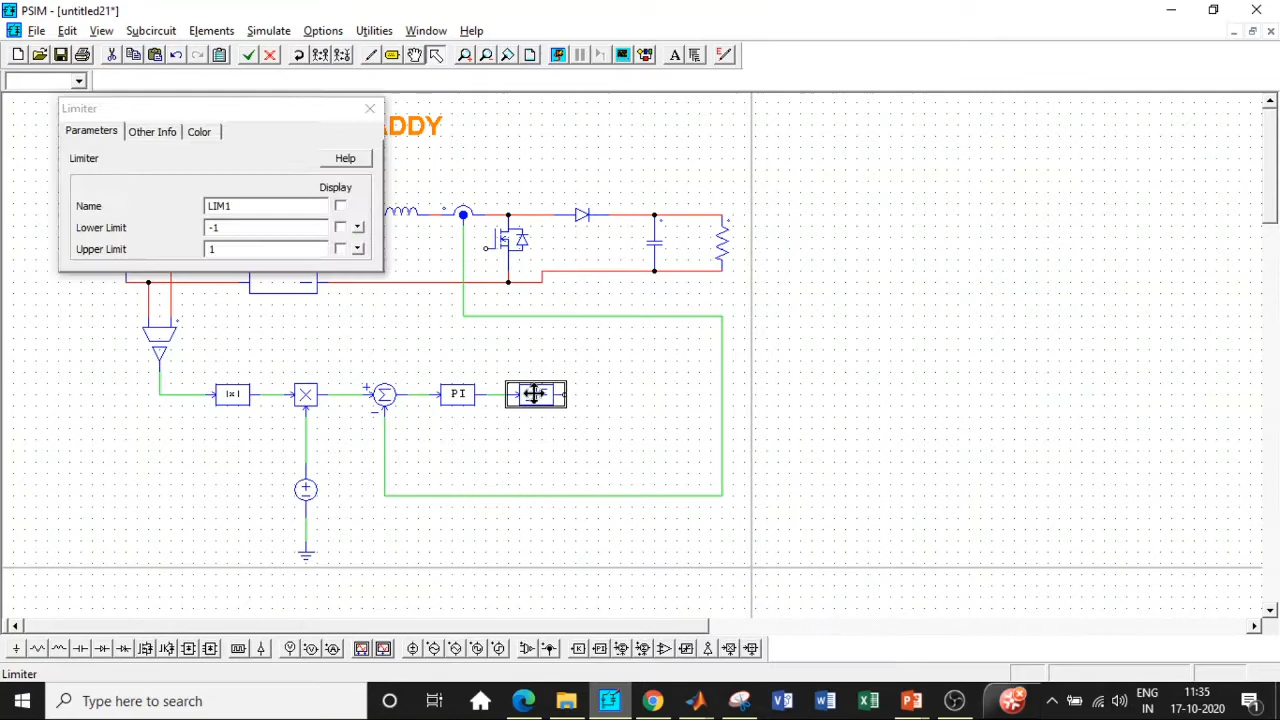 PSIM - [untitled21*]
File Edit View Subcircuit Elements Simulate Options Utilities Window Help
Limiter
ADDY
Parameters Other Info Color
Limiter Help
Display
Name LIM1
Lower Limit -1
Upper Limit 1
|x| PI
Limiter
Type here to search
ENG
IN
11:35
17-10-2020